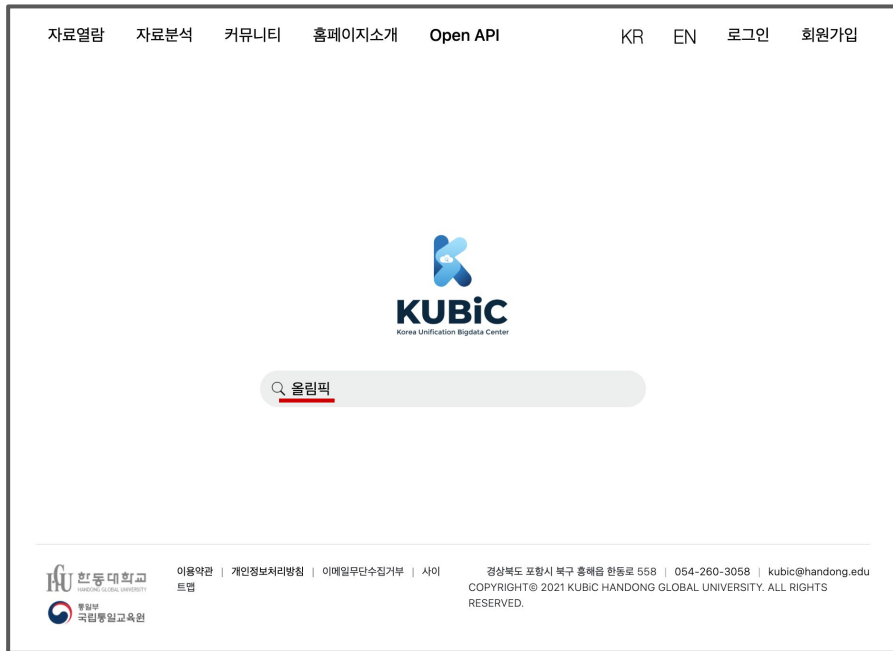 자료열람 자료분석 커뮤니티 홈페이지소개 Open API KR EN 로그인 회원가입
KUBiC
Korea Unification Bigdata Center
올림픽
한동대학교
HANDONG GLOBAL UNIVERSITY
통일부
국립통일교육원
이용약관 | 개인정보처리방침 | 이메일무단수집거부 | 사이
트맵
경상북도 포항시 북구 흥해읍 한동로 558 | 054-260-3058 | kubic@handong.edu
COPYRIGHT© 2021 KUBiC HANDONG GLOBAL UNIVERSITY. ALL RIGHTS
RESERVED.